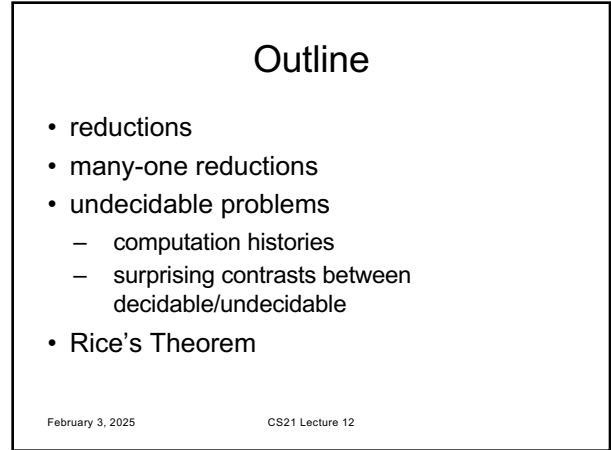 Outline
• reductions
• many-one reductions
• undecidable problems
– computation histories
– surprising contrasts between
decidable/undecidable
• Rice's Theorem
February 3, 2025 CS21 Lecture 12